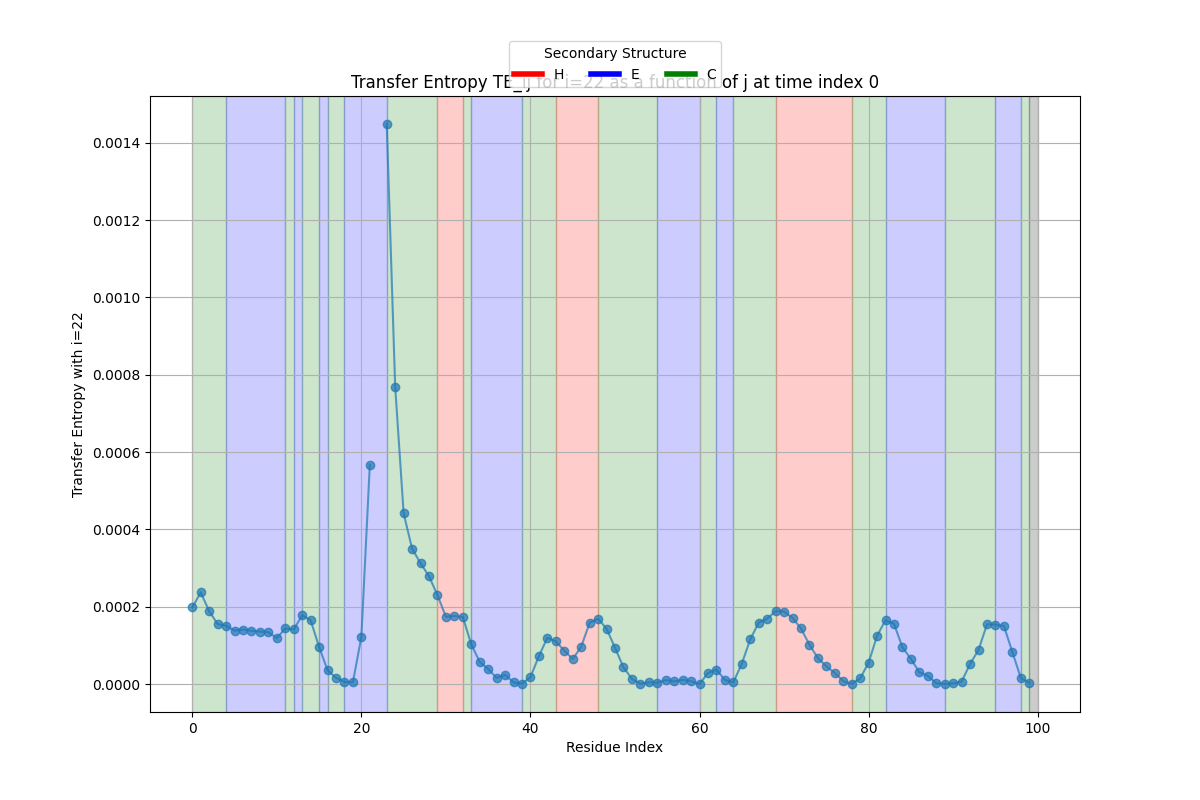 Secondary Structure
H E C
Transfer Entropy TE_ij for i=22 as a function of j at time index 0
Transfer Entropy with i=22
0.0014
0.0012
0.0010
0.0008
0.0006
0.0004
0.0002
0.0000
0 20 40 60 80 100
Residue Index